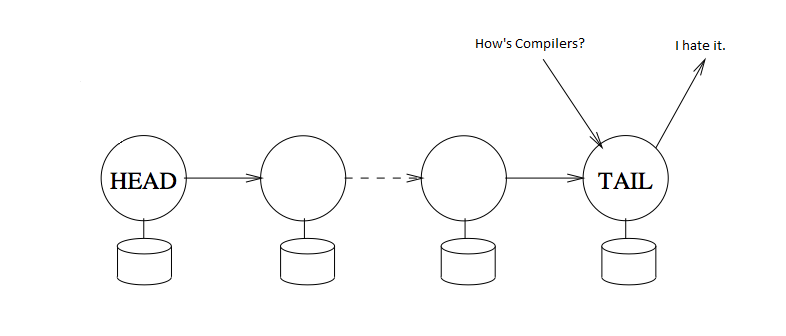 How's Compilers?
I hate it.
HEAD
TAIL